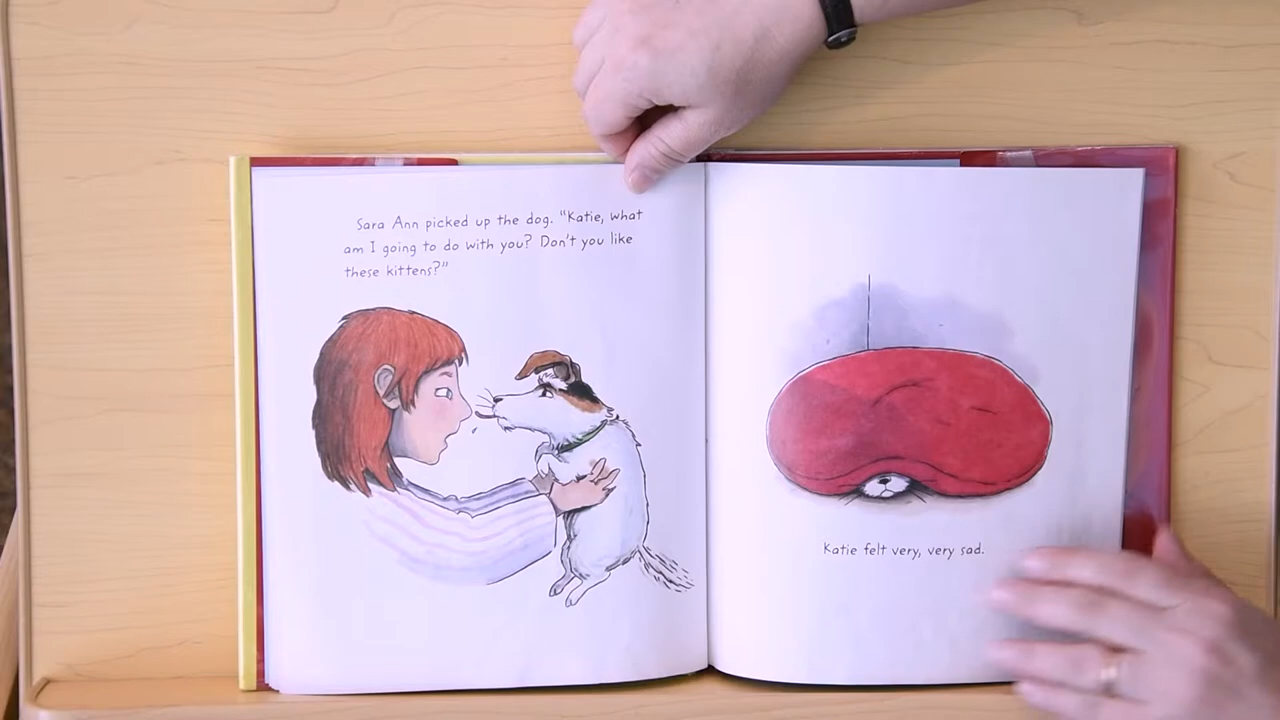 Sara Ann picked up the dog. "Katie, what
am I going to do with you? Don't you like
these kittens?"
Katie felt very, very sad.